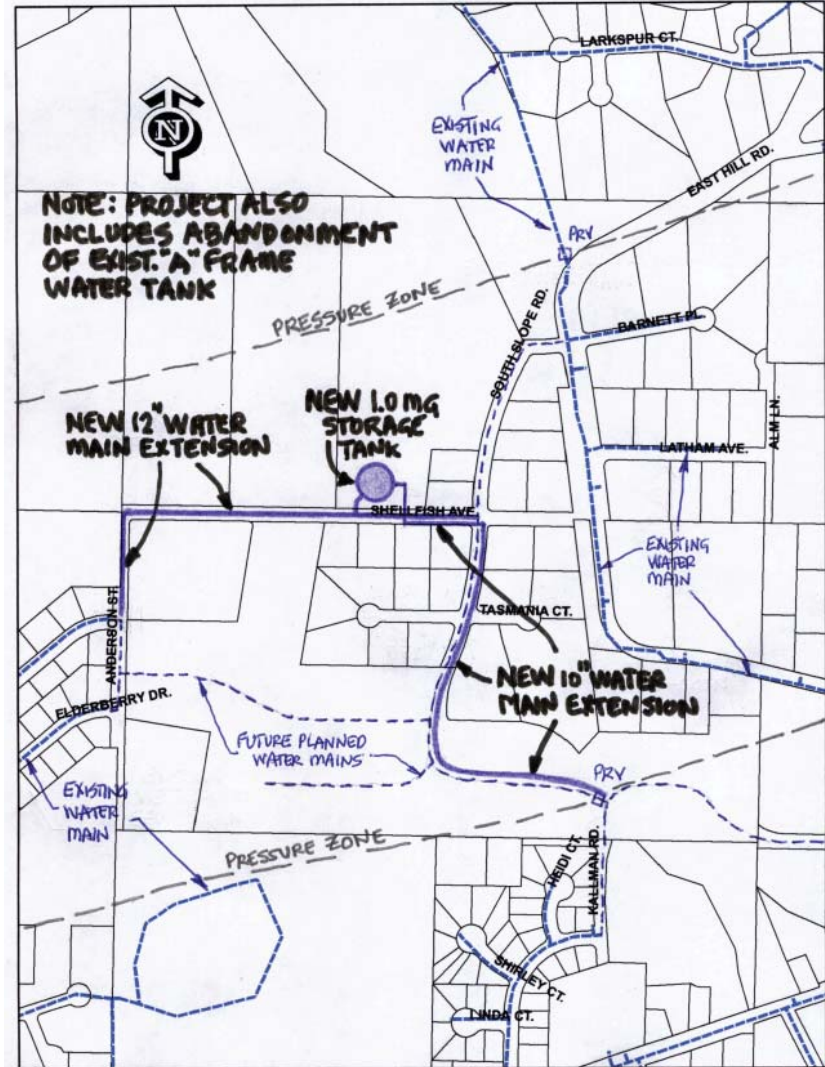 LARKSPUR CT.
EXISTING
WATER
MAIN
EAST HILL RD.
N
NOTE: PROJECT ALSO
INCLUDES ABANDONMENT
OF EXIST. "A" FRAME
WATER TANK
PRV
PRESSURE ZONE
SOUTH SLOPE RD.
BARNETT PL.
ALM LN.
NEW 12" WATER
MAIN EXTENSION
NEW 1.0 MG
STORAGE
TANK
LATHAM AVE.
SHELLFISH AVE
EXISTING
WATER
MAIN
TASMANIA CT.
ANDERSON ST.
NEW 10" WATER
MAIN EXTENSION
ELDERBERRY DR.
FUTURE PLANNED
WATER MAINS
PRV
EXISTING
WATER
MAIN
PRESSURE ZONE
HEIDI CT.
KALLMAN RD.
SHIRLEY CT.
LINDA CT.